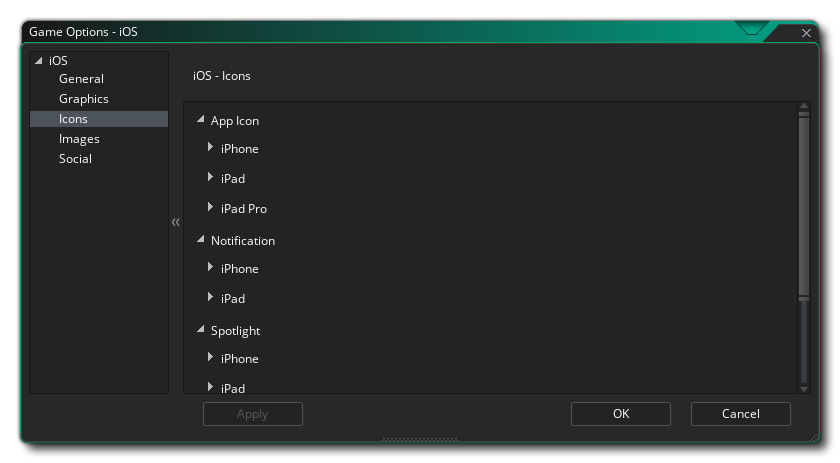 Game Options - iOS
iOS
General
Graphics
Icons
Images
Social
iOS - Icons
App Icon
iPhone
iPad
iPad Pro
Notification
iPhone
iPad
Spotlight
iPhone
iPad
Apply
OK
Cancel